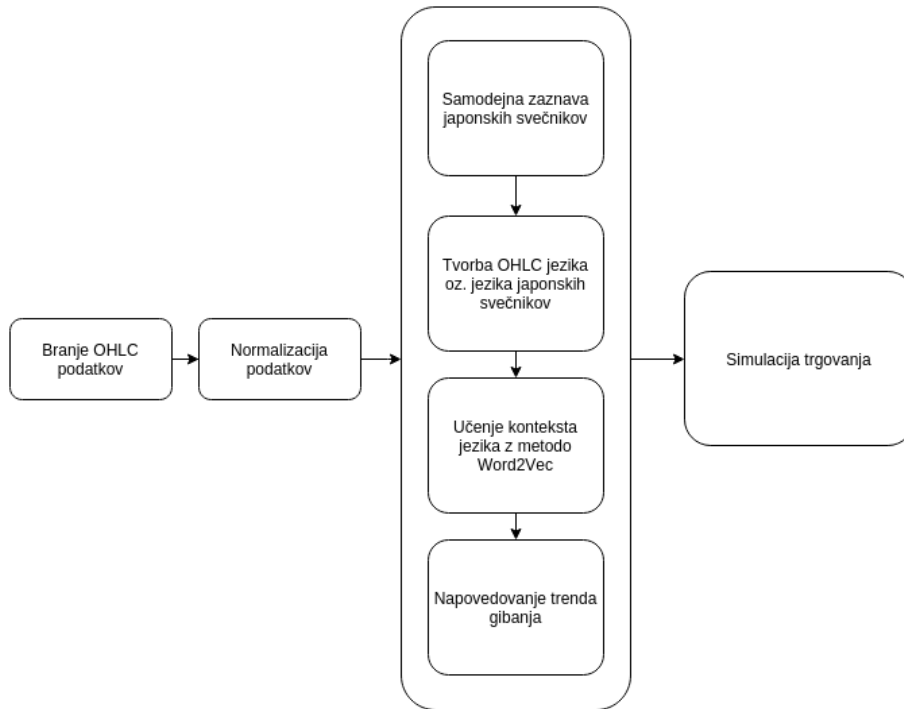 Branje OHLC
podatkov
Normalizacija
podatkov
Samodejna zaznava
japonskih svečnikov
Tvorba OHLC jezika
oz. jezika japonskih
svečnikov
Učenje konteksta
jezika z metodo
Word2Vec
Napovedovanje trenda
gibanja
Simulacija trgovanja